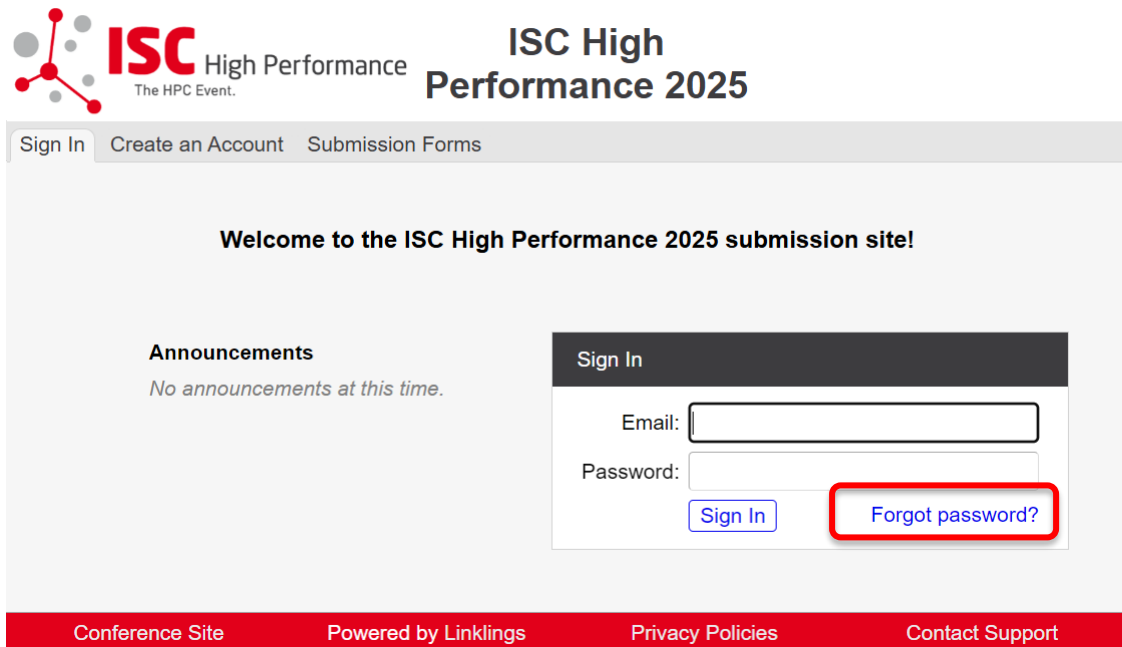 ISC High Performance
The HPC Event.
ISC High
Performance 2025
Sign In Create an Account Submission Forms
Welcome to the ISC High Performance 2025 submission site!
Announcements
No announcements at this time.
Sign In
Email:
Password:
Sign In Forgot password?
Conference Site Powered by Linklings Privacy Policies Contact Support